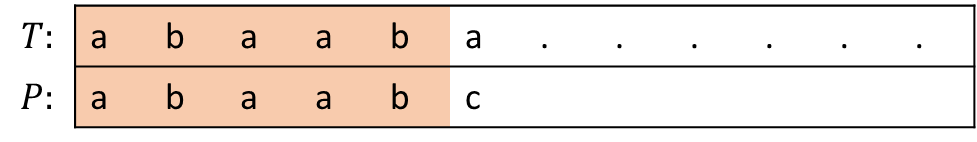 T: a b a a b a . . . . . .
P: a b a a b c